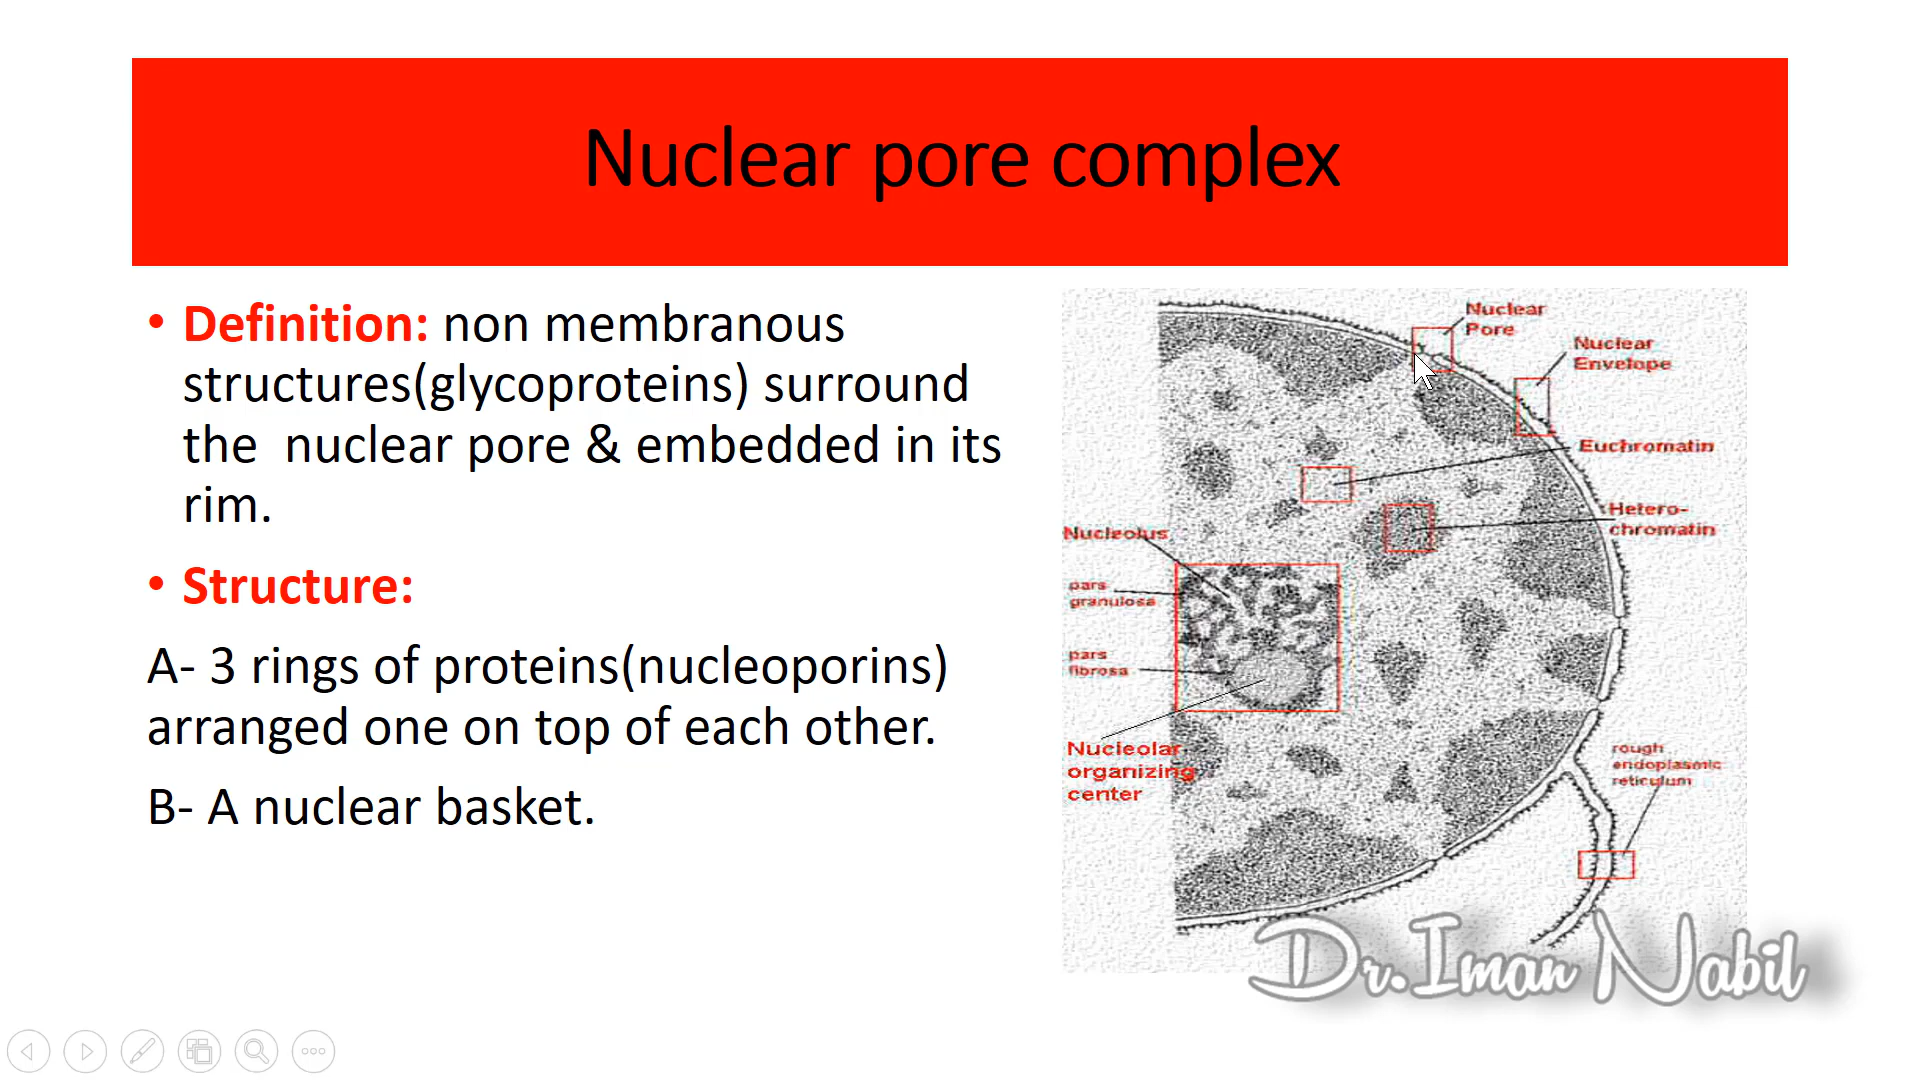 Nuclear pore complex
• Definition: non membranous
structures(glycoproteins) surround
the nuclear pore & embedded in its
rim.
• Structure:
A- 3 rings of proteins(nucleoporins)
arranged one on top of each other.
B- A nuclear basket.
Nuclear
Pore
Nuclear
Envelope
Euchromatin
Hetero-
chromatin
Nucleolus
pars
granulosa
pars
fibrosa
Nucleolar
organizing
center
rough
endoplasmic
reticulum
Dr.Iman Nabil